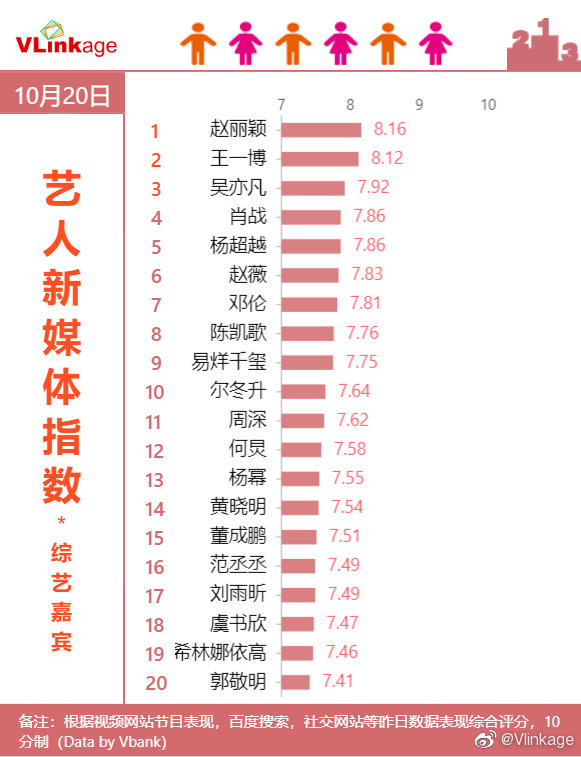 VLinkage
2 1 3
10月20日
艺人新媒体指数
*综艺嘉宾
7 8 9 10
1 赵丽颖 8.16
2 王一博 8.12
3 吴亦凡 7.92
4 肖战 7.86
5 杨超越 7.86
6 赵薇 7.83
7 邓伦 7.81
8 陈凯歌 7.76
9 易烊千玺 7.75
10 尔冬升 7.64
11 周深 7.62
12 何炅 7.58
13 杨幂 7.55
14 黄晓明 7.54
15 董成鹏 7.51
16 范丞丞 7.49
17 刘雨昕 7.49
18 虞书欣 7.47
19 希林娜依高 7.46
20 郭敬明 7.41
备注：根据视频网站节目表现，百度搜索，社交网站等昨日数据表现综合评分，10
分制（Data by Vbank）
@Vlinkage